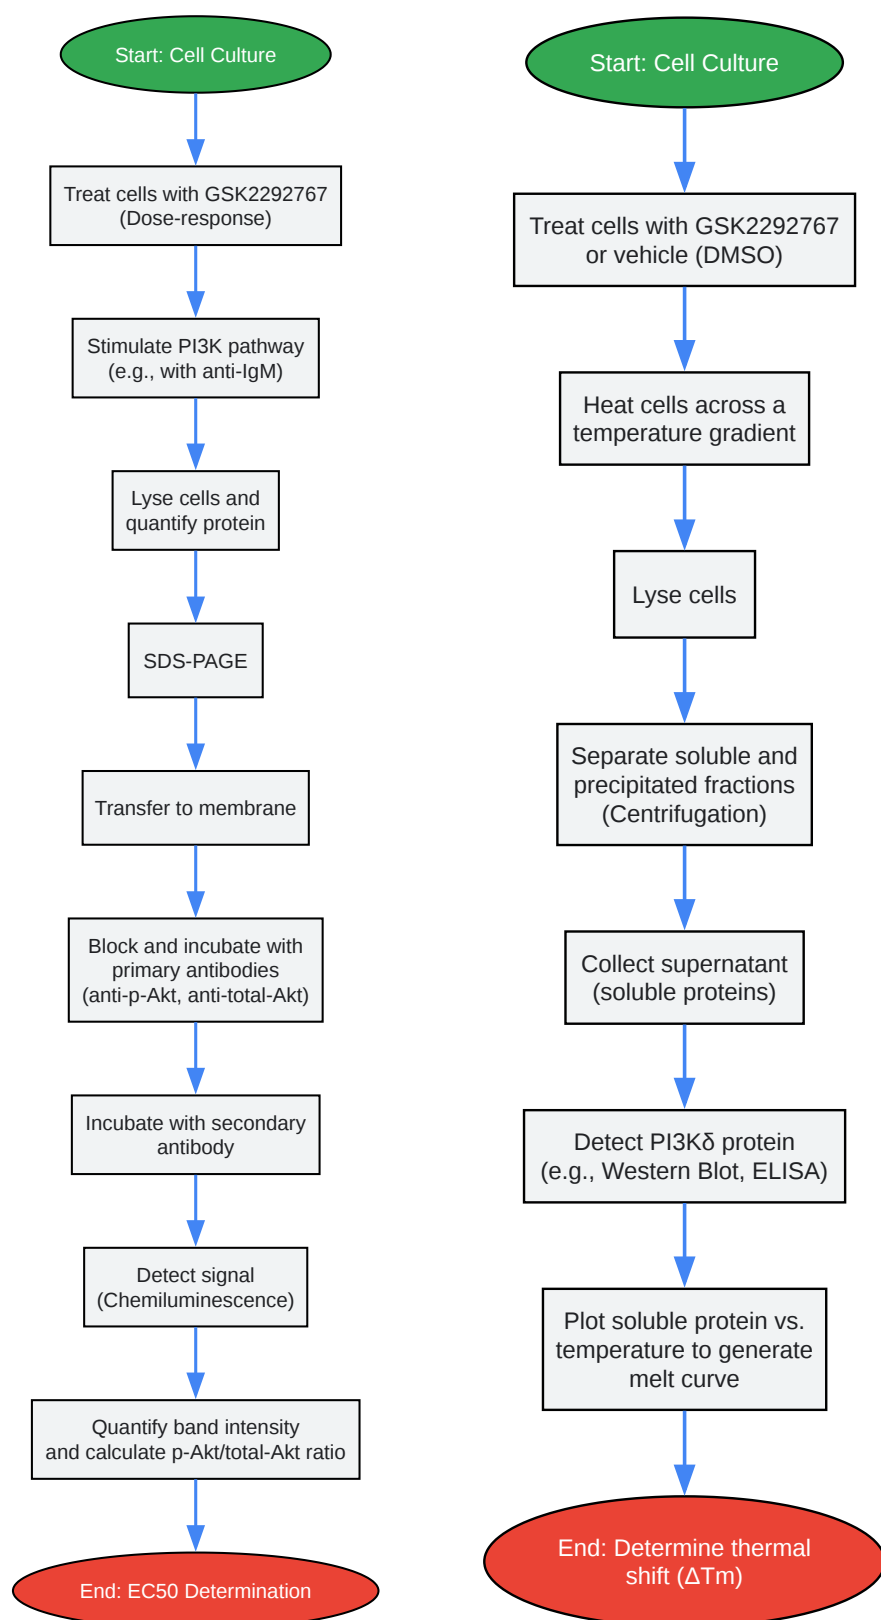 Start: Cell Culture
Treat cells with GSK2292767
(Dose-response)
Stimulate PI3K pathway
(e.g., with anti-IgM)
Lyse cells and
quantify protein
SDS-PAGE
Transfer to membrane
Block and incubate with
primary antibodies
(anti-p-Akt, anti-total-Akt)
Incubate with secondary
antibody
Detect signal
(Chemiluminescence)
Quantify band intensity
and calculate p-Akt/total-Akt ratio
End: EC50 Determination
Start: Cell Culture
Treat cells with GSK2292767
or vehicle (DMSO)
Heat cells across a
temperature gradient
Lyse cells
Separate soluble and
precipitated fractions
(Centrifugation)
Collect supernatant
(soluble proteins)
Detect PI3Kδ protein
(e.g., Western Blot, ELISA)
Plot soluble protein vs.
temperature to generate
melt curve
End: Determine thermal
shift (ΔTm)